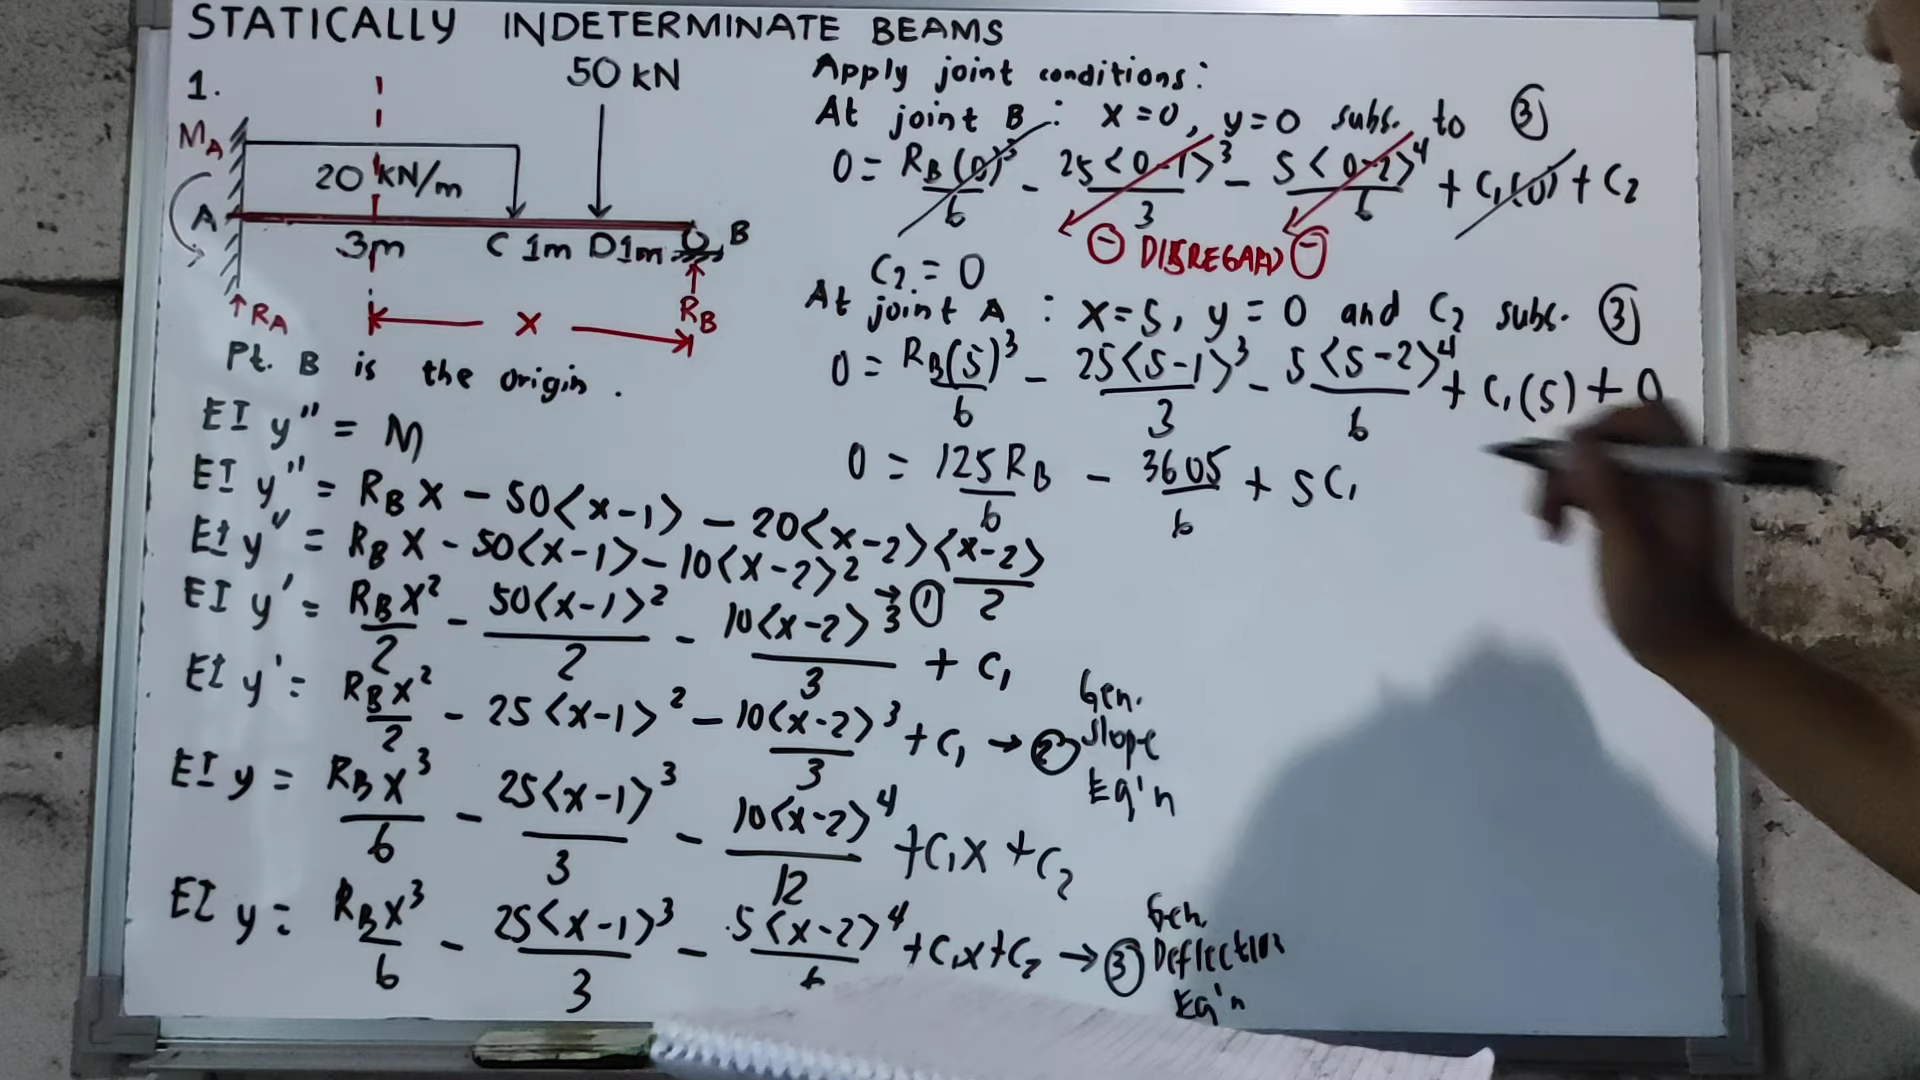 STATICALLY INDETERMINATE BEAMS
1.
50 kN
MA
20 kN/m
A
3m C 1m D 1m B
RA
x
RB
Pt. B is the origin.
EI y" = M
EI y" = RB x - 50<x-1> - 20<x-2><x-2>/2
EI y" = RB x - 50<x-1> - 10<x-2>² → ①
EI y' = RB x²/2 - 50<x-1>²/2 - 10<x-2>³/3 + C₁
EI y' = RB x²/2 - 25<x-1>² - 10<x-2>³/3 + C₁ → ② Gen. Slope Eq'n
EI y = RB x³/6 - 25<x-1>³/3 - 10<x-2>⁴/12 + C₁x + C₂
EI y = RB x³/6 - 25<x-1>³/3 - 5<x-2>⁴/6 + C₁x + C₂ → ③ Gen. Deflection Eq'n
Apply joint conditions:
At joint B: x = 0, y = 0 subs. to ③
0 = RB(0)³/6 - 25<0-1>³/3 - 5<0-2>⁴/6 + C₁(0) + C₂
⊖ DISREGARD ⊖
C₂ = 0
At joint A: x = 5, y = 0 and C₂ subs. ③
0 = RB(5)³/6 - 25<5-1>³/3 - 5<5-2>⁴/6 + C₁(5) + 0
0 = 125RB/6 - 3605/6 + 5C₁